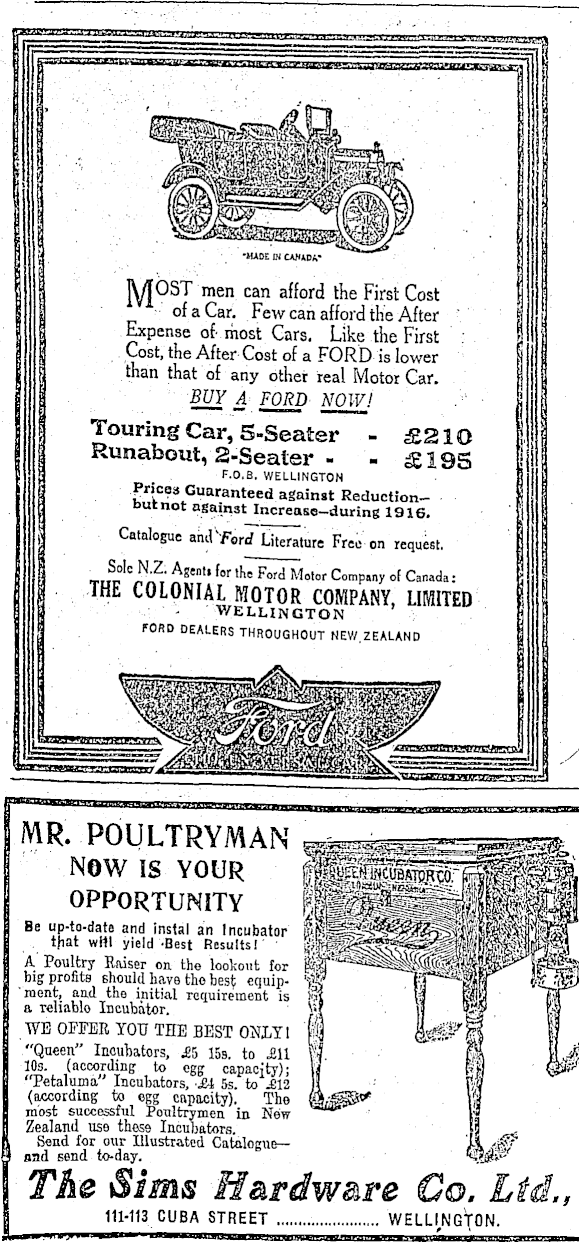 "MADE IN CANADA"
MOST men can afford the First Cost
of a Car. Few can afford the After
Expense of most Cars. Like the First
Cost, the After Cost of a FORD is lower
than that of any other real Motor Car.
BUY A FORD NOW!
Touring Car, 5-Seater - £210
Runabout, 2-Seater - - £195
F.O.B. WELLINGTON
Prices Guaranteed against Reduction—
but not against Increase—during 1916.
Catalogue and Ford Literature Free on request.
Sole N.Z. Agents for the Ford Motor Company of Canada:
THE COLONIAL MOTOR COMPANY, LIMITED
WELLINGTON
FORD DEALERS THROUGHOUT NEW ZEALAND
Ford
MR. POULTRYMAN
NOW IS YOUR
OPPORTUNITY
Be up-to-date and instal an Incubator
that will yield Best Results!
A Poultry Raiser on the lookout for
big profits should have the best equip-
ment, and the initial requirement is
a reliable Incubator.
WE OFFER YOU THE BEST ONLY!
"Queen" Incubators, £5 15s. to £11
10s. (according to egg capacity);
"Petaluma" Incubators, £4 5s. to £12
(according to egg capacity). The
most successful Poultrymen in New
Zealand use these Incubators.
Send for our Illustrated Catalogue—
and send to-day.
QUEEN INCUBATOR CO.
Queen
The Sims Hardware Co. Ltd.,
111-113 CUBA STREET ........................ WELLINGTON.